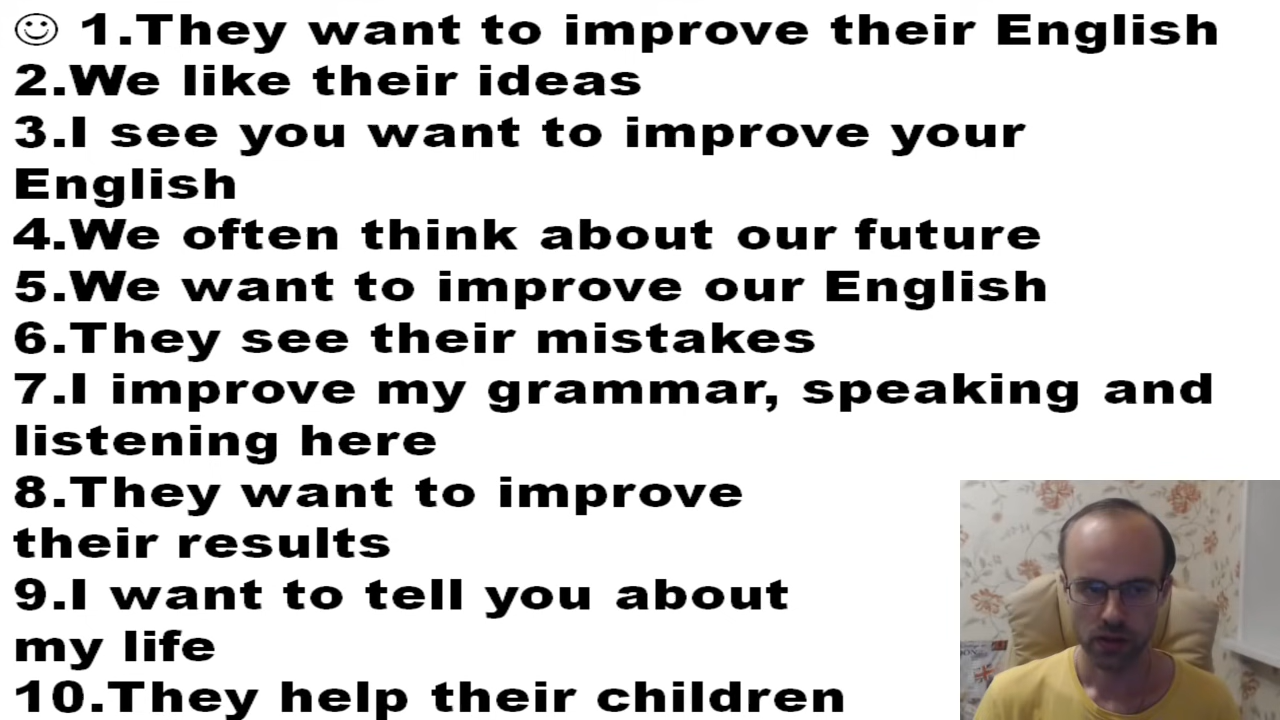 ☺ 1.They want to improve their English
2.We like their ideas
3.I see you want to improve your
English
4.We often think about our future
5.We want to improve our English
6.They see their mistakes
7.I improve my grammar, speaking and
listening here
8.They want to improve
their results
9.I want to tell you about
my life
10.They help their children